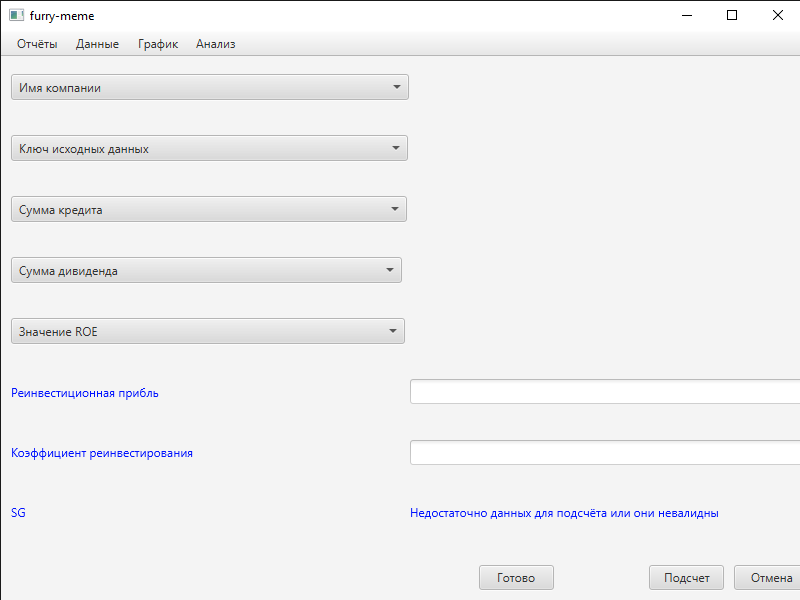 furry-meme
Отчёты Данные График Анализ
Имя компании
Ключ исходных данных
Сумма кредита
Сумма дивиденда
Значение ROE
Реинвестиционная прибль
Коэффициент реинвестирования
SG Недостаточно данных для подсчёта или они невалидны
Готово Подсчет Отмена